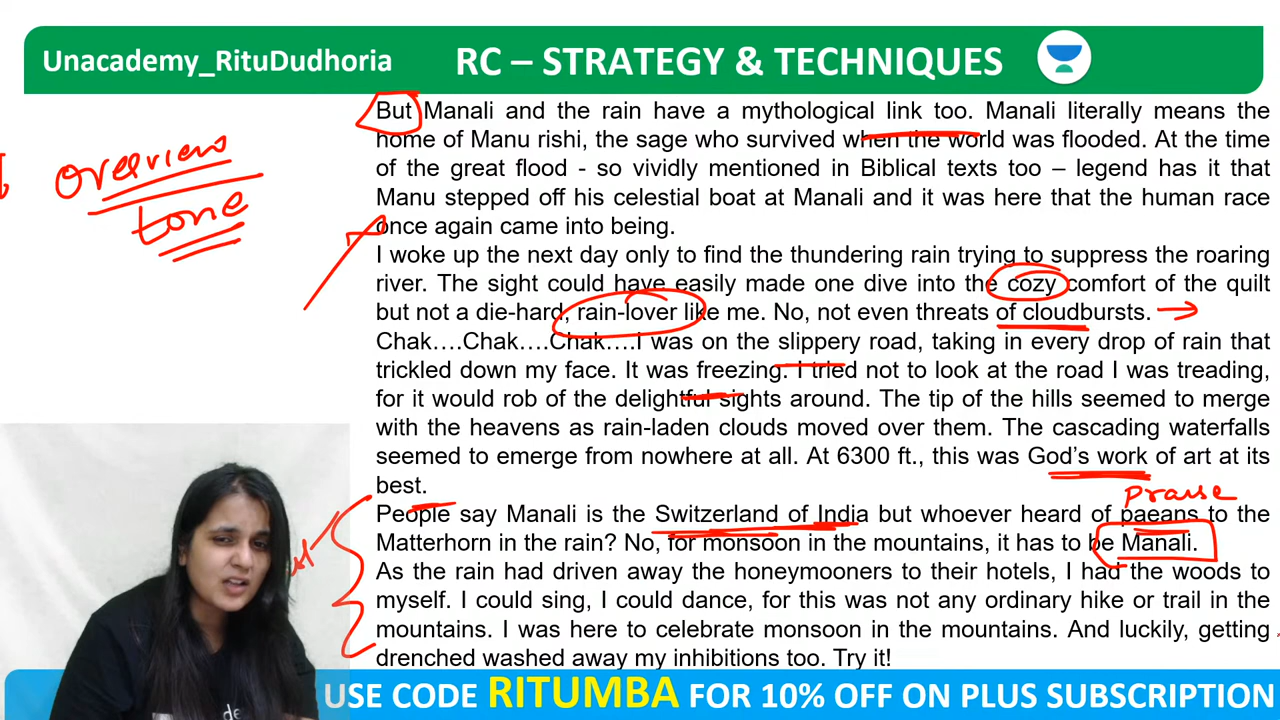 Unacademy_RituDudhoria
RC – STRATEGY & TECHNIQUES
overview
tone
But Manali and the rain have a mythological link too. Manali literally means the
home of Manu rishi, the sage who survived when the world was flooded. At the time
of the great flood - so vividly mentioned in Biblical texts too – legend has it that
Manu stepped off his celestial boat at Manali and it was here that the human race
once again came into being.
I woke up the next day only to find the thundering rain trying to suppress the roaring
river. The sight could have easily made one dive into the cozy comfort of the quilt
but not a die-hard, rain-lover like me. No, not even threats of cloudbursts.
Chak….Chak….Chak….I was on the slippery road, taking in every drop of rain that
trickled down my face. It was freezing. I tried not to look at the road I was treading,
for it would rob of the delightful sights around. The tip of the hills seemed to merge
with the heavens as rain-laden clouds moved over them. The cascading waterfalls
seemed to emerge from nowhere at all. At 6300 ft., this was God's work of art at its
best.
Praise
People say Manali is the Switzerland of India but whoever heard of paeans to the
Matterhorn in the rain? No, for monsoon in the mountains, it has to be Manali.
As the rain had driven away the honeymooners to their hotels, I had the woods to
myself. I could sing, I could dance, for this was not any ordinary hike or trail in the
mountains. I was here to celebrate monsoon in the mountains. And luckily, getting
drenched washed away my inhibitions too. Try it!
USE CODE RITUMBA FOR 10% OFF ON PLUS SUBSCRIPTION